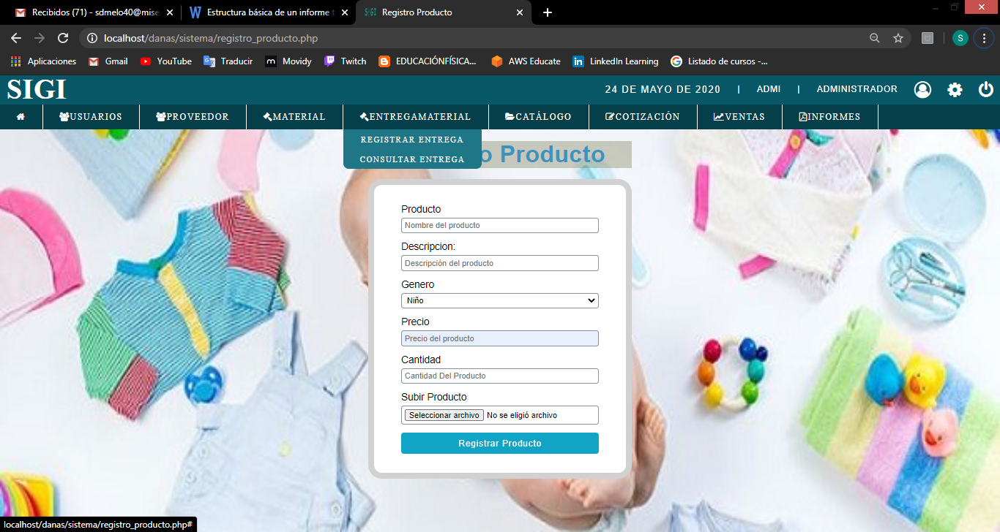 Recibidos (71) - sdmelo40@mise
Estructura básica de un informe t
Registro Producto
localhost/danas/sistema/registro_producto.php
S
Aplicaciones
Gmail
YouTube
Traducir
Movidy
Twitch
EDUCACIÓNFÍSICA...
AWS Educate
LinkedIn Learning
Listado de cursos -...
SIGI
24 DE MAYO DE 2020 | ADMI | ADMINISTRADOR
USUARIOS
PROVEEDOR
MATERIAL
ENTREGAMATERIAL
CATÁLOGO
COTIZACIÓN
VENTAS
INFORMES
REGISTRAR ENTREGA
CONSULTAR ENTREGA
o Producto
Producto
Nombre del producto
Descripcion:
Descripción del producto
Genero
Niño
Precio
Precio del producto
Cantidad
Cantidad Del Producto
Subir Producto
Seleccionar archivo No se eligió archivo
Registrar Producto
localhost/danas/sistema/registro_producto.php#